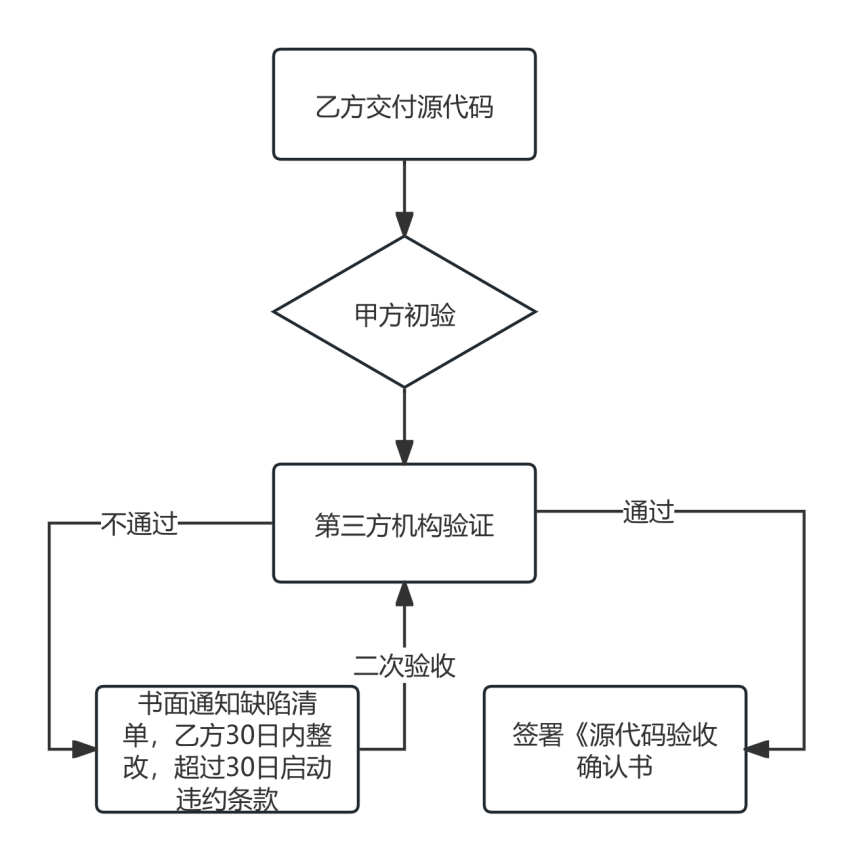 乙方交付源代码
甲方初验
第三方机构验证
不通过
通过
二次验收
书面通知缺陷清
单，乙方30日内整
改，超过30日启动
违约条款
签署《源代码验收
确认书